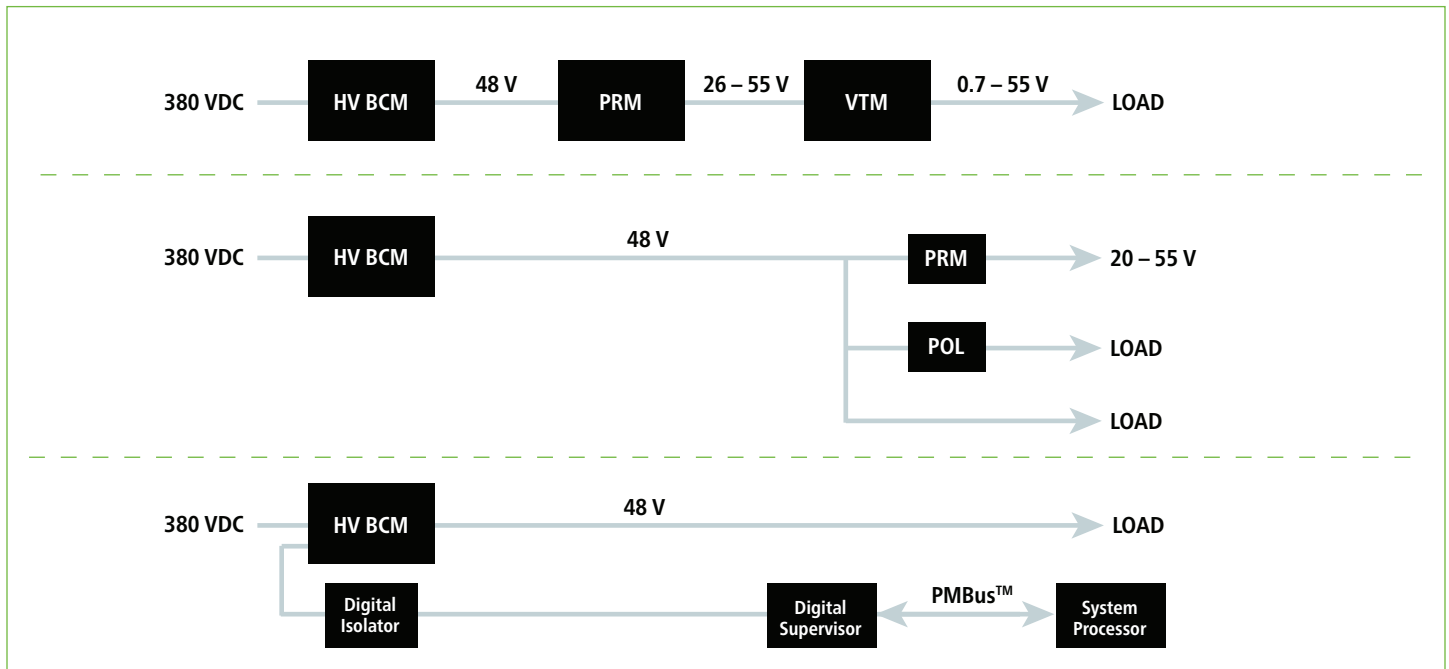 380 VDC
HV BCM
48 V
PRM
26 – 55 V
VTM
0.7 – 55 V
LOAD
380 VDC
HV BCM
48 V
PRM
20 – 55 V
POL
LOAD
LOAD
380 VDC
HV BCM
48 V
LOAD
Digital
Isolator
Digital
Supervisor
PMBus™
System
Processor